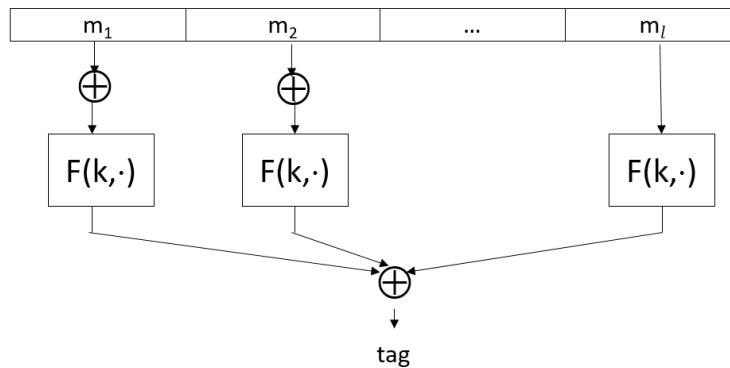 m₁ m₂ ... mₗ
F(k,·) F(k,·) F(k,·)
tag